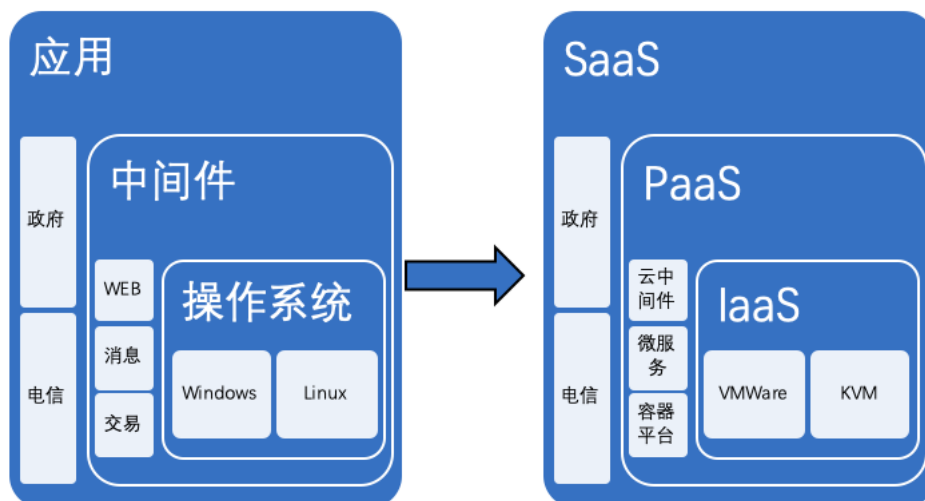 应用
政府
电信
中间件
WEB
消息
交易
操作系统
Windows
Linux
SaaS
政府
电信
PaaS
云中
间件
微服
务
容器
平台
IaaS
VMWare
KVM